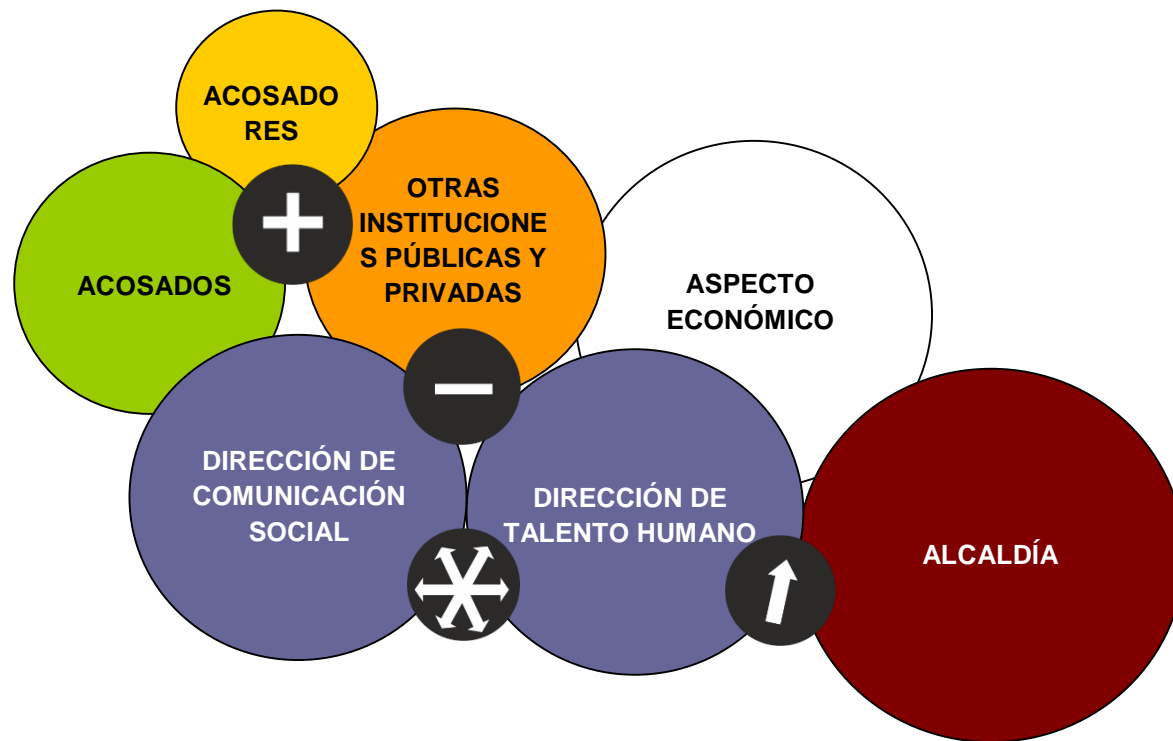 ACOSADO
RES
OTRAS
INSTITUCIONE
S PÚBLICAS Y
PRIVADAS
ACOSADOS
ASPECTO
ECONÓMICO
DIRECCIÓN DE
COMUNICACIÓN
SOCIAL
DIRECCIÓN DE
TALENTO HUMANO
ALCALDÍA